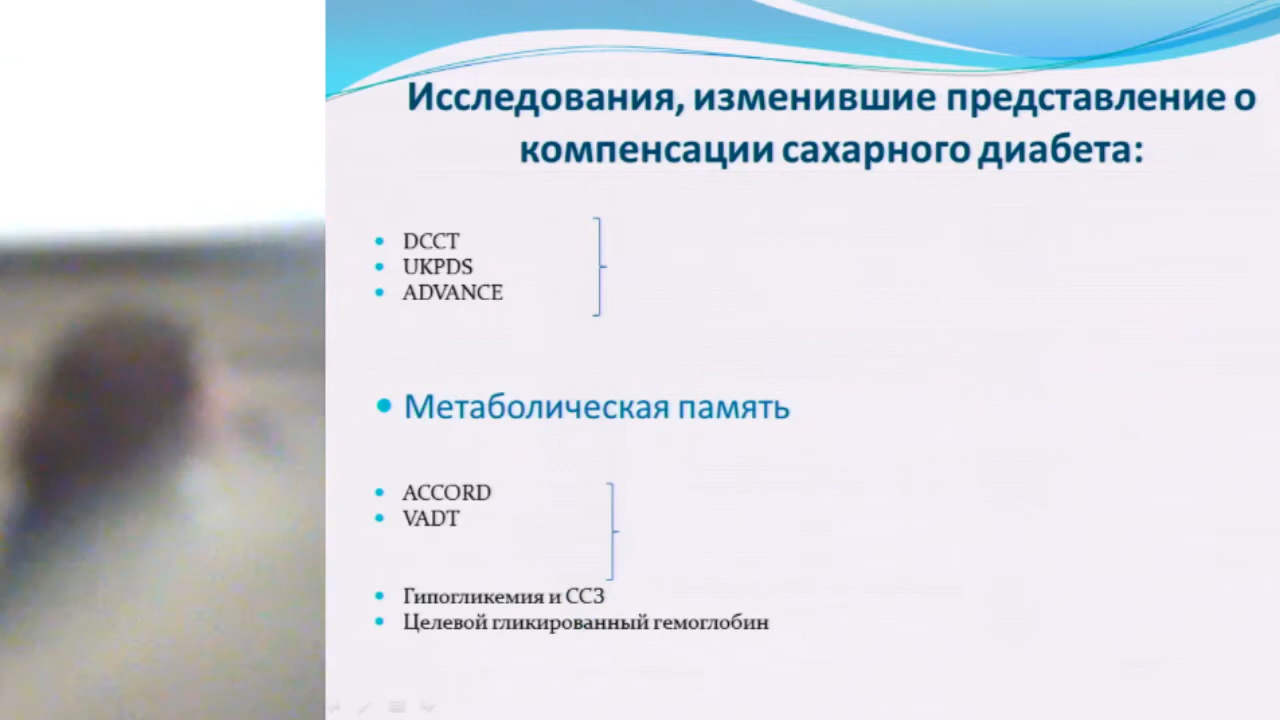 Исследования, изменившие представление о
компенсации сахарного диабета:
DCCT
UKPDS
ADVANCE
Метаболическая память
ACCORD
VADT
Гипогликемия и ССЗ
Целевой гликированный гемоглобин